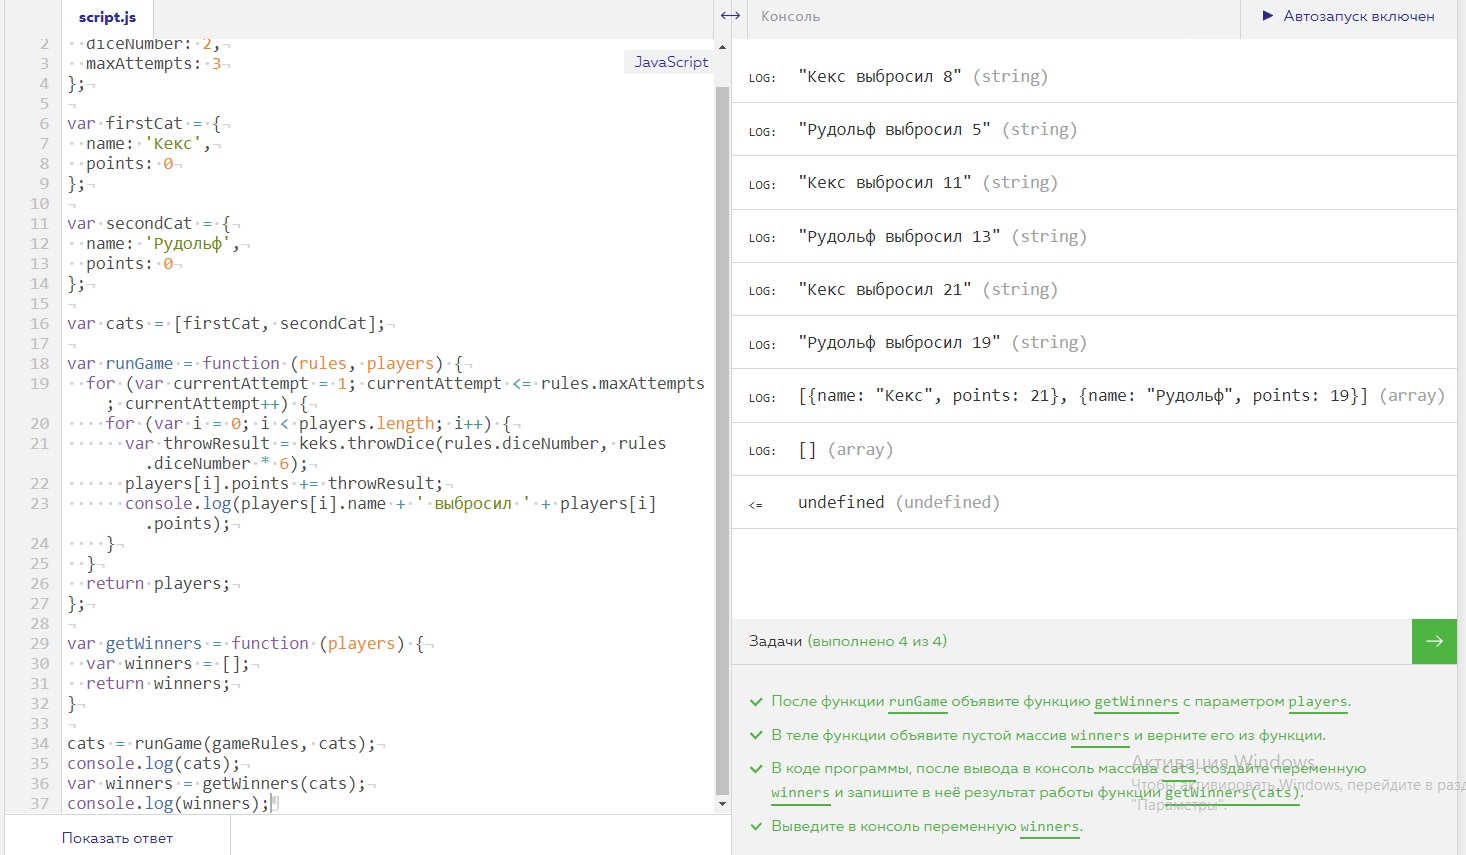 script.js
Консоль
Автозапуск включен
JavaScript
2 diceNumber: 2,
3 maxAttempts: 3
4 };
5
6 var firstCat = {
7 name: 'Кекс',
8 points: 0
9 };
10
11 var secondCat = {
12 name: 'Рудольф',
13 points: 0
14 };
15
16 var cats = [firstCat, secondCat];
17
18 var runGame = function (rules, players) {
19 for (var currentAttempt = 1; currentAttempt <= rules.maxAttempts
; currentAttempt++) {
20 for (var i = 0; i < players.length; i++) {
21 var throwResult = keks.throwDice(rules.diceNumber, rules
.diceNumber * 6);
22 players[i].points += throwResult;
23 console.log(players[i].name + ' выбросил ' + players[i]
.points);
24 }
25 }
26 return players;
27 };
28
29 var getWinners = function (players) {
30 var winners = [];
31 return winners;
32 }
33
34 cats = runGame(gameRules, cats);
35 console.log(cats);
36 var winners = getWinners(cats);
37 console.log(winners);
Показать ответ
LOG: "Кекс выбросил 8" (string)
LOG: "Рудольф выбросил 5" (string)
LOG: "Кекс выбросил 11" (string)
LOG: "Рудольф выбросил 13" (string)
LOG: "Кекс выбросил 21" (string)
LOG: "Рудольф выбросил 19" (string)
LOG: [{name: "Кекс", points: 21}, {name: "Рудольф", points: 19}] (array)
LOG: [] (array)
<= undefined (undefined)
Задачи (выполнено 4 из 4)
После функции runGame объявите функцию getWinners с параметром players.
В теле функции объявите пустой массив winners и верните его из функции.
В коде программы, после вывода в консоль массива cats, создайте переменную
winners и запишите в неё результат работы функции getWinners(cats).
Выведите в консоль переменную winners.
Активация Windows
Чтобы активировать Windows, перейдите в разд
"Параметры".